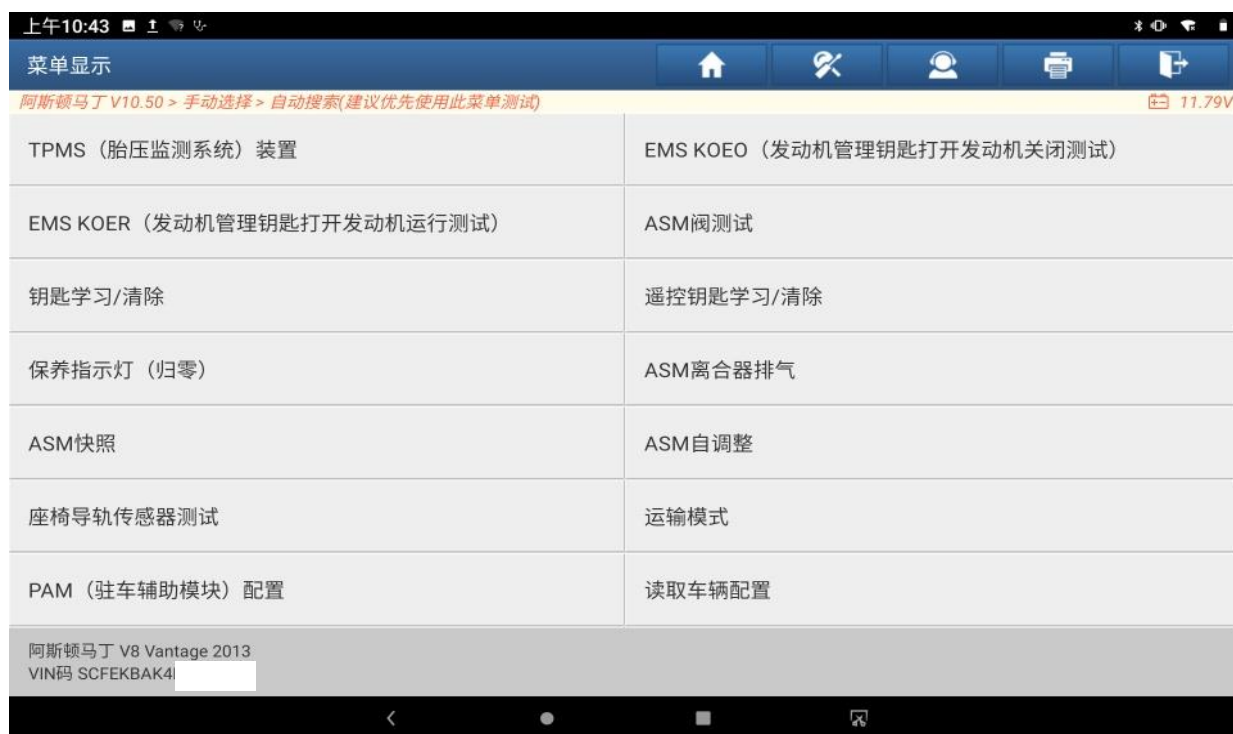 上午10:43
菜单显示
阿斯顿马丁 V10.50 > 手动选择 > 自动搜索(建议优先使用此菜单测试) 11.79V
TPMS（胎压监测系统）装置 EMS KOEO（发动机管理钥匙打开发动机关闭测试）
EMS KOER（发动机管理钥匙打开发动机运行测试） ASM阀测试
钥匙学习/清除 遥控钥匙学习/清除
保养指示灯（归零） ASM离合器排气
ASM快照 ASM自调整
座椅导轨传感器测试 运输模式
PAM（驻车辅助模块）配置 读取车辆配置
阿斯顿马丁 V8 Vantage 2013
VIN码 SCFEKBAK4